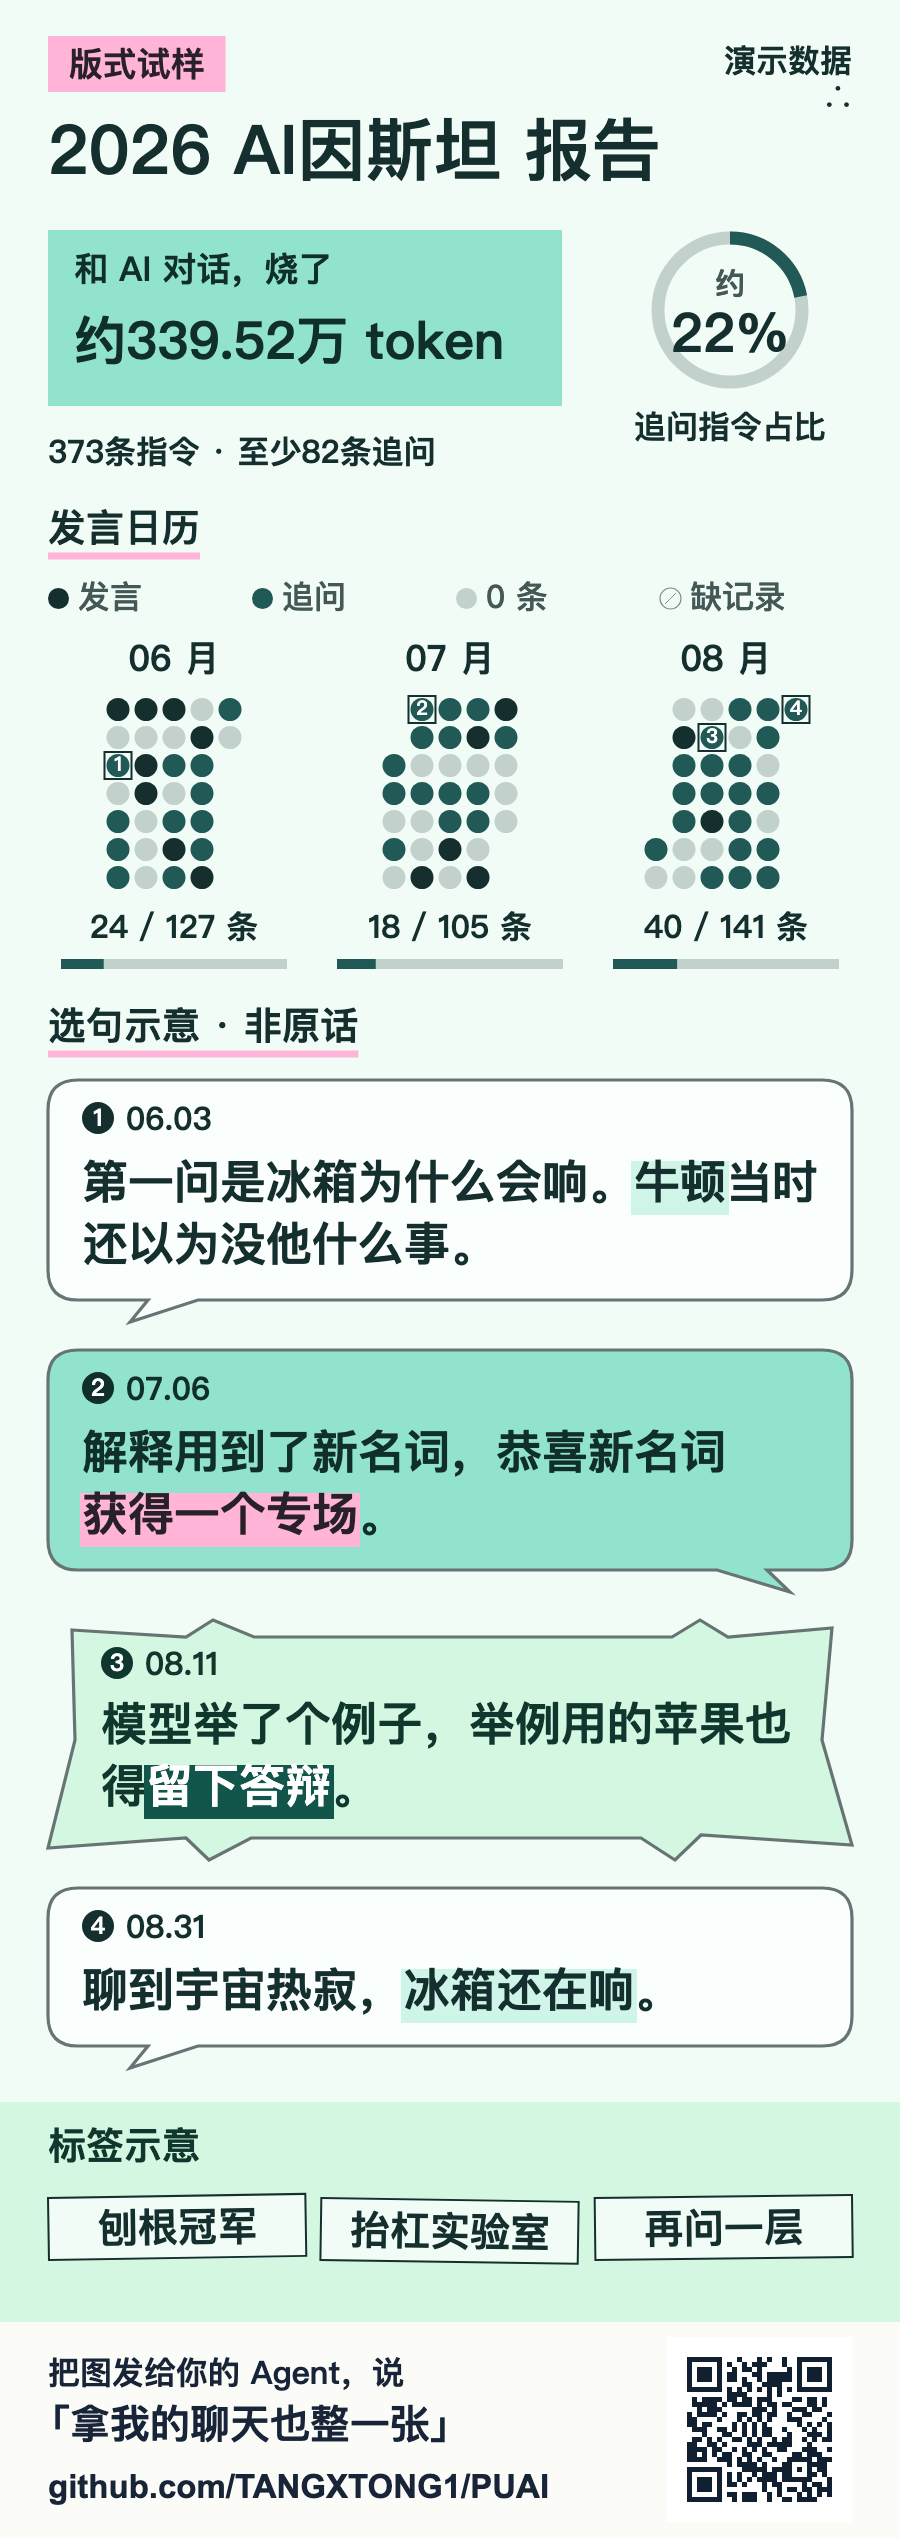 版式试样
演示数据
2026 AI因斯坦 报告
和 AI 对话，烧了
约339.52万 token
约
22%
追问指令占比
373条指令 · 至少82条追问
发言日历
发言
追问
0 条
缺记录
06 月
07 月
08 月
2
4
3
1
24 / 127 条
18 / 105 条
40 / 141 条
选句示意 · 非原话
1 06.03
第一问是冰箱为什么会响。牛顿当时
还以为没他什么事。
2 07.06
解释用到了新名词，恭喜新名词
获得一个专场。
3 08.11
模型举了个例子，举例用的苹果也
得留下答辩。
4 08.31
聊到宇宙热寂，冰箱还在响。
标签示意
刨根冠军
抬杠实验室
再问一层
把图发给你的 Agent，说
「拿我的聊天也整一张」
github.com/TANGXTONG1/PUAI